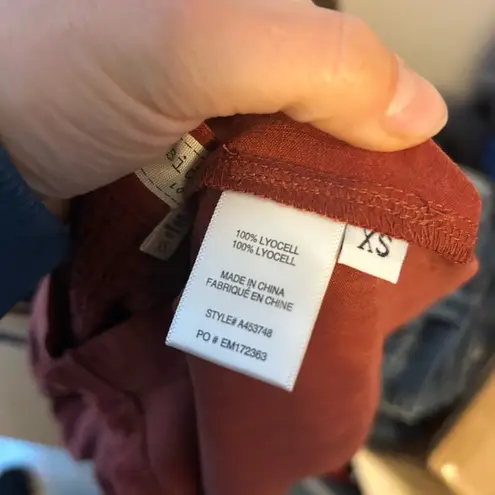 100% LYOCELL
100% LYOCELL
MADE IN CHINA
FABRIQUÉ EN CHINE
STYLE# A453748
PO # EM172363
XS